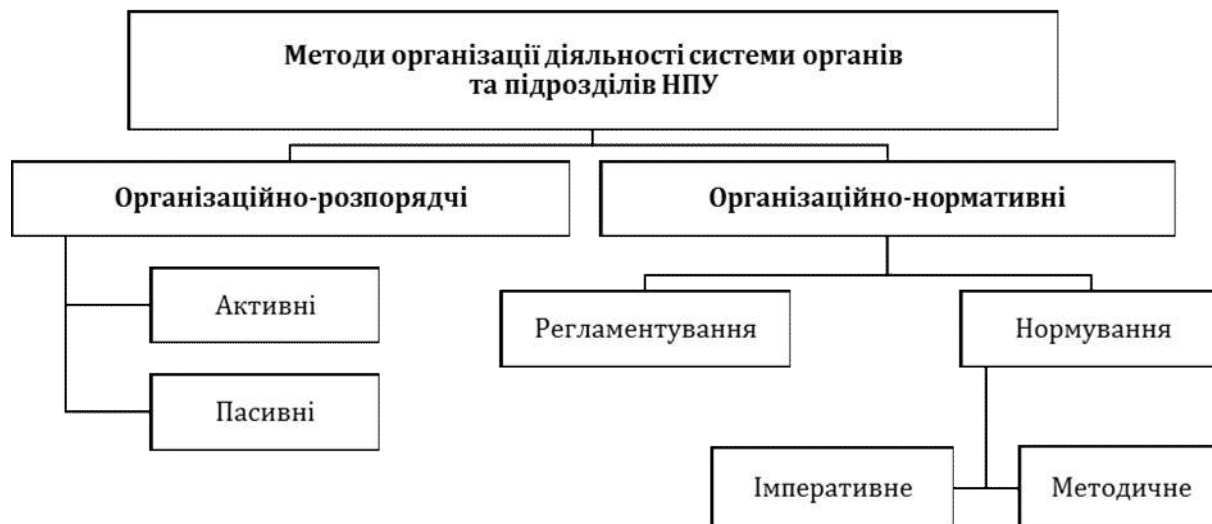 Методи організації діяльності системи органів
та підрозділів НПУ
Організаційно-розпорядчі
Організаційно-нормативні
Активні
Пасивні
Регламентування
Нормування
Імперативне
Методичне